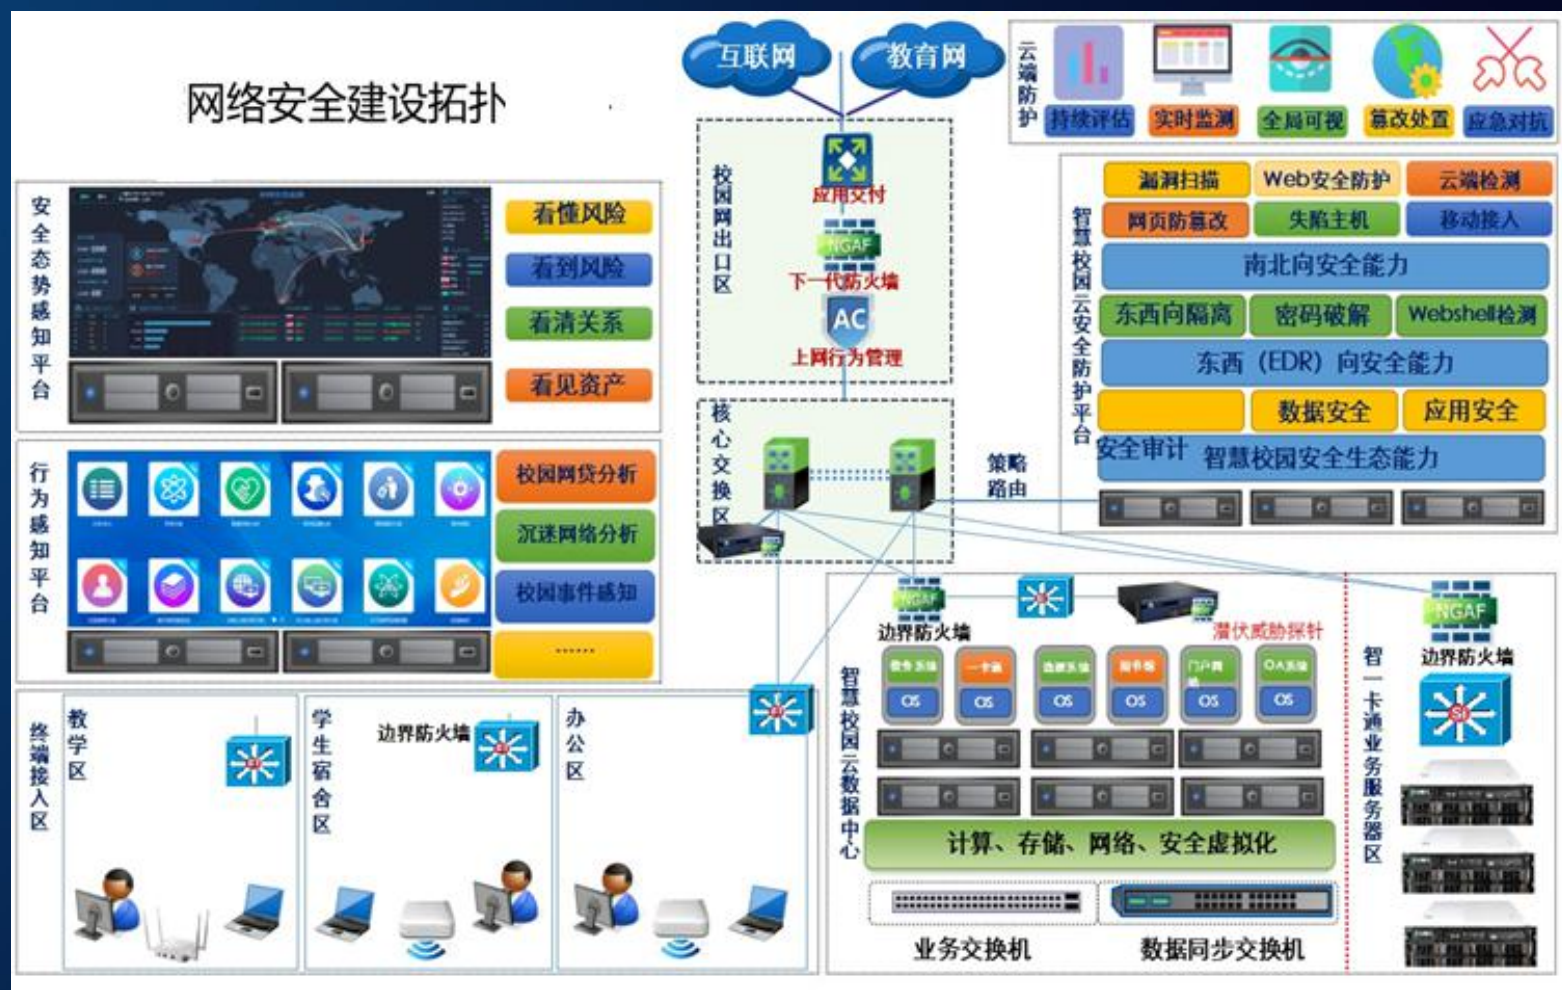 网络安全建设拓扑
互联网
教育网
云端防护
持续评估
实时监测
全局可视
篡改处置
应急对抗
安全态势感知平台
看懂风险
看到风险
看清关系
看见资产
校园网出口区
应用交付
NGAF
下一代防火墙
AC
上网行为管理
智慧校园云安全防护平台
漏洞扫描
Web安全防护
云端检测
网页防篡改
失陷主机
移动接入
南北向安全能力
东西向隔离
密码破解
Webshell检测
东西（EDR）向安全能力
数据安全
应用安全
安全审计
智慧校园安全生态能力
行为感知平台
校园网贷分析
沉迷网络分析
校园事件感知
······
核心交换区
策略
路由
终端接入区
教学区
学生宿舍区
边界防火墙
办公区
智慧校园云数据中心
NGAF
边界防火墙
潜伏威胁探针
一卡通
门户网站
OA系统
OS
OS
OS
OS
OS
OS
计算、存储、网络、安全虚拟化
业务交换机
数据同步交换机
智一卡通业务服务器区
NGAF
边界防火墙
Si